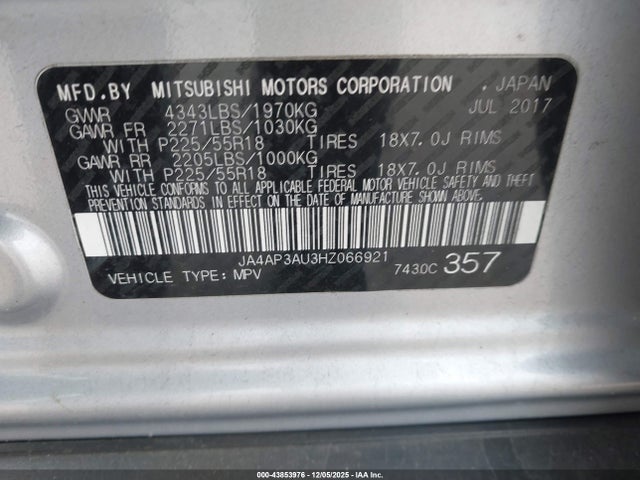 MFD.BY MITSUBISHI MOTORS CORPORATION . JAPAN
GVWR 4343LBS/1970KG JUL 2017
GAWR FR 2271LBS/1030KG
WITH P225/55R18 TIRES 18X7.0J RIMS
GAWR RR 2205LBS/1000KG
WITH P225/55R18 TIRES 18X7.0J RIMS
THIS VEHICLE CONFORMS TO ALL APPLICABLE FEDERAL MOTOR VEHICLE SAFETY AND THEFT
PREVENTION STANDARDS IN EFFECT ON THE DATE OF MANUFACTURE SHOWN ABOVE.
JA4AP3AU3HZ066921
VEHICLE TYPE: MPV 7430C 357
© 43853976 - 12/05/2025 - IAA Inc.